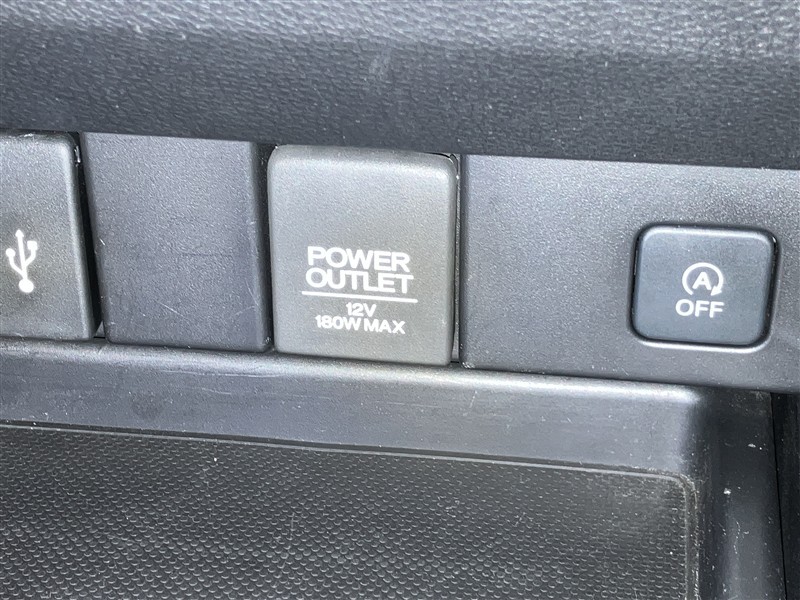 POWER
OUTLET
12V
180W MAX
A
OFF